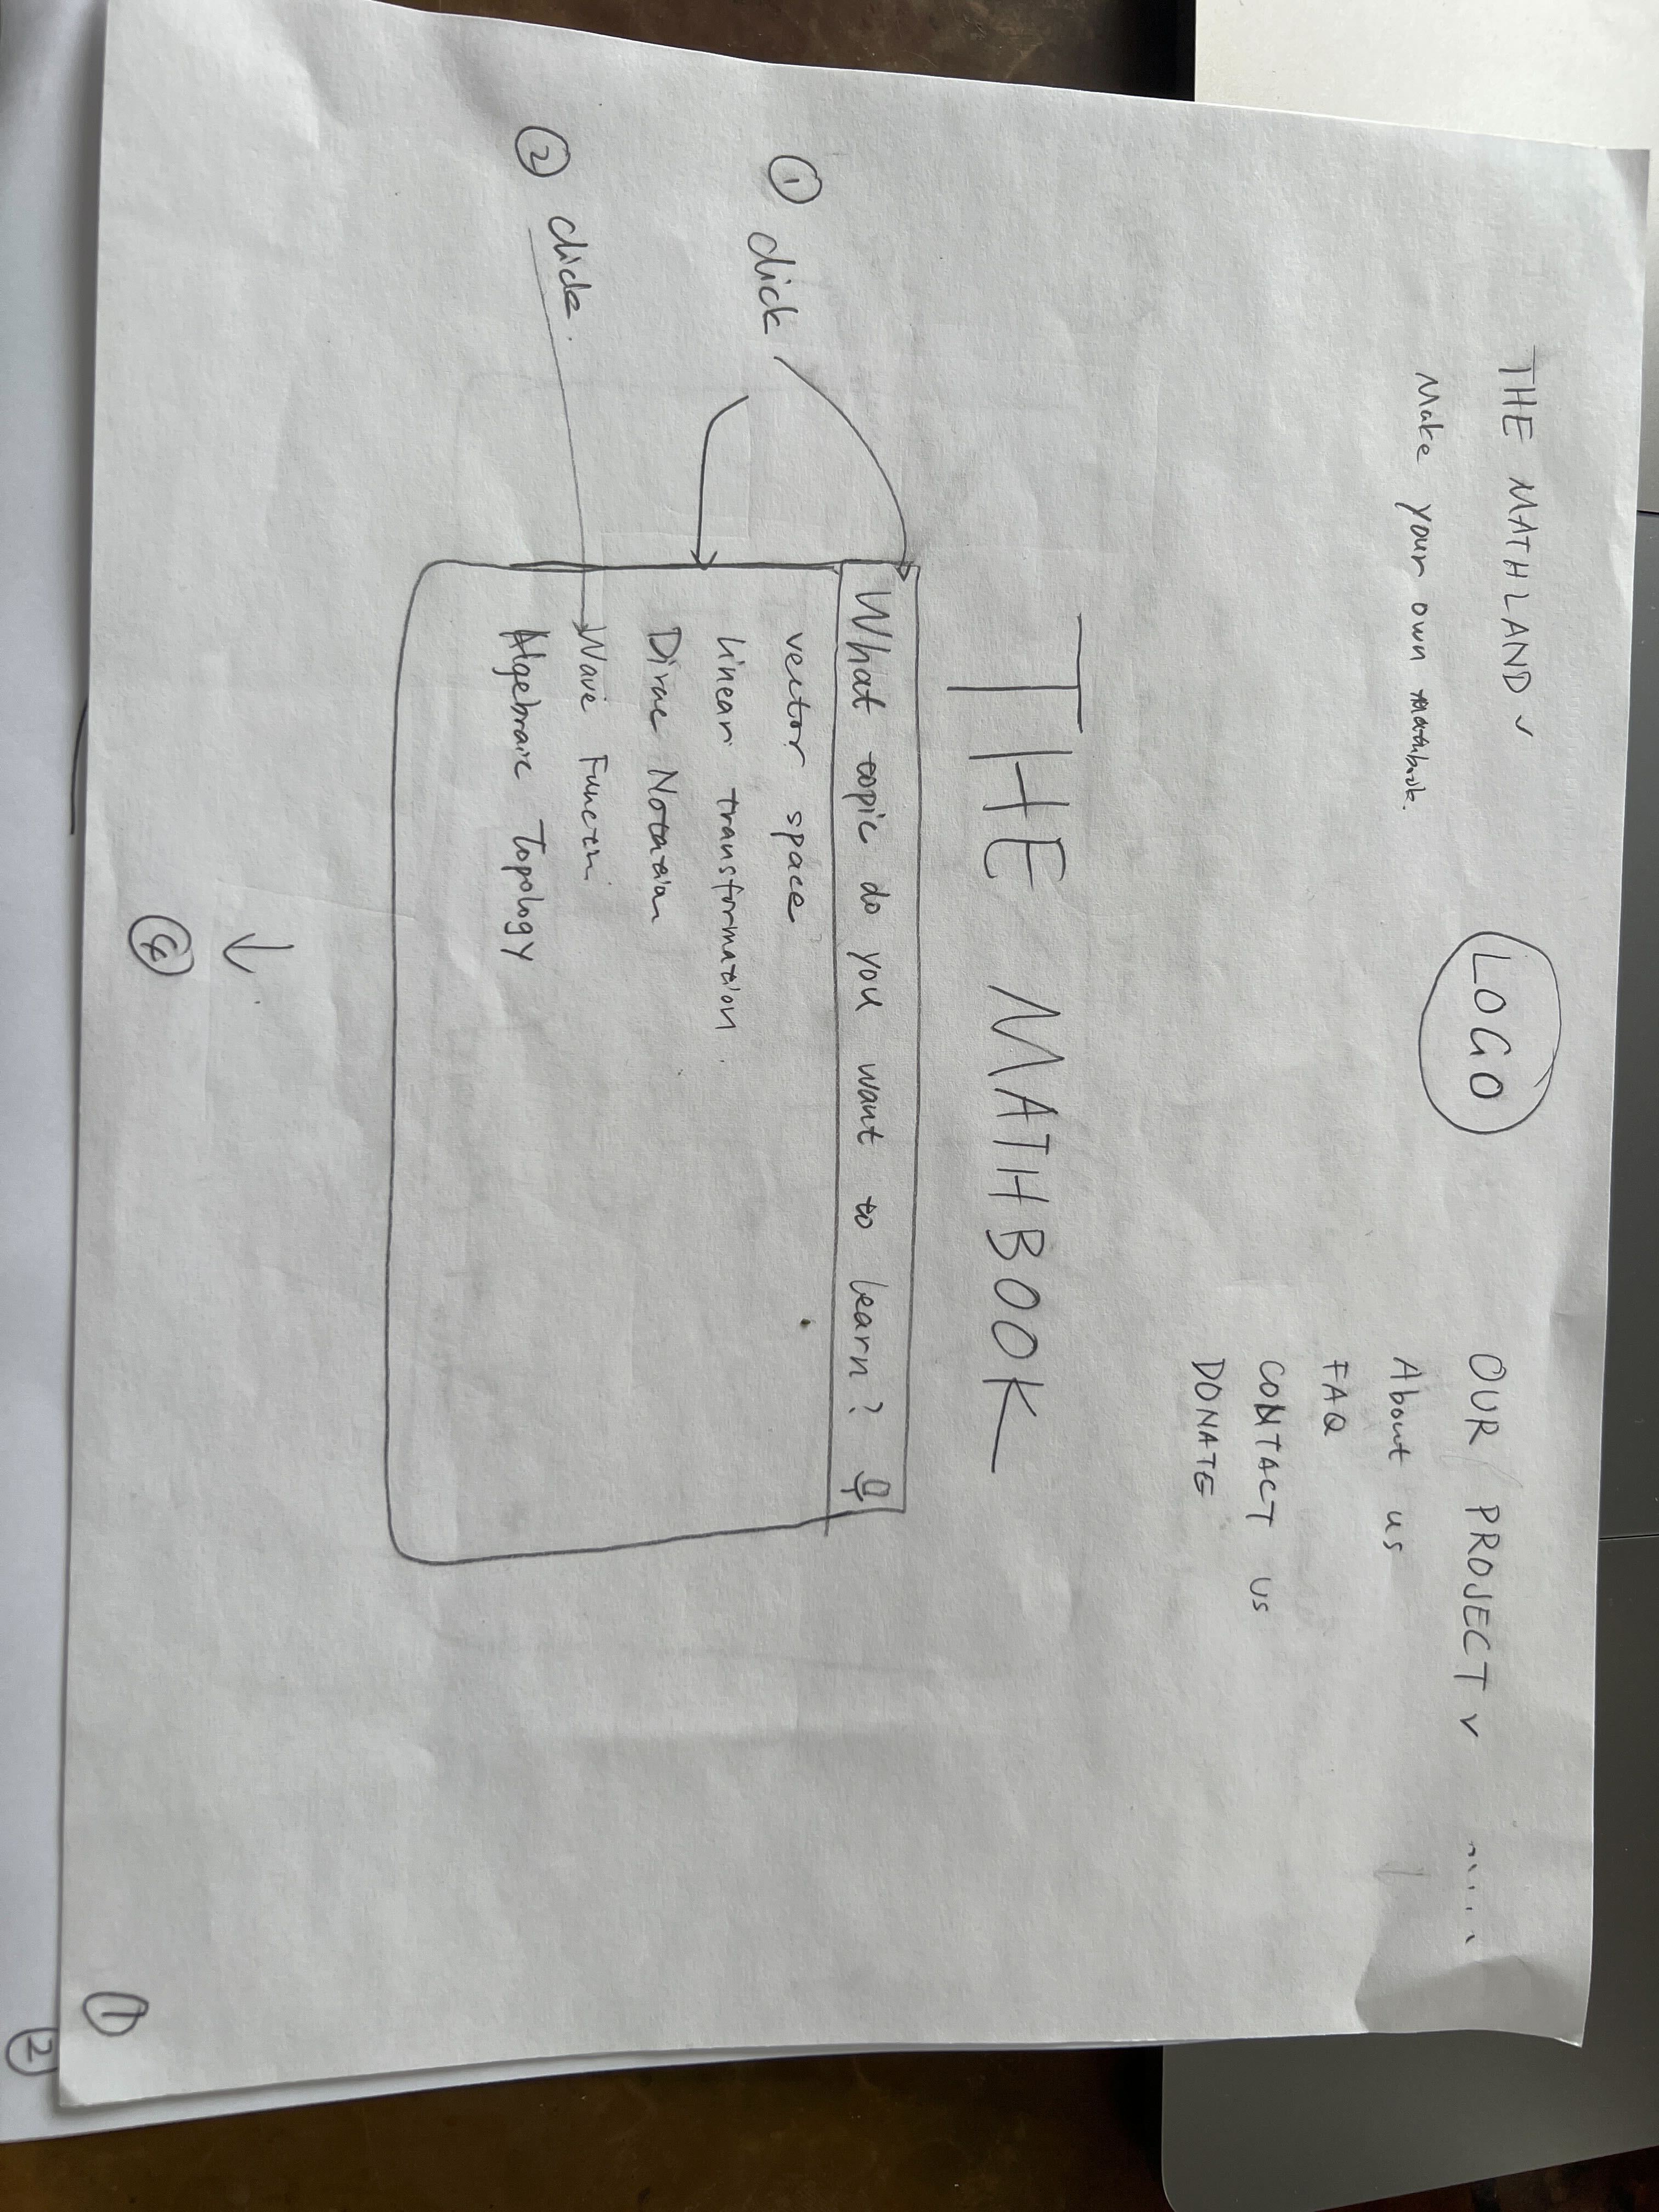 THE MATHLAND ✓
Make your own mathbook.
LOGO
OUR PROJECT ✓ .....
About us
FAQ
CONTACT US
DONATE
THE MATHBOOK
① click
What topic do you want to learn?
vector space
linear transformation
Dirac Notation
② click.
Wave Functi
Algebraic Topology
↓
①
②